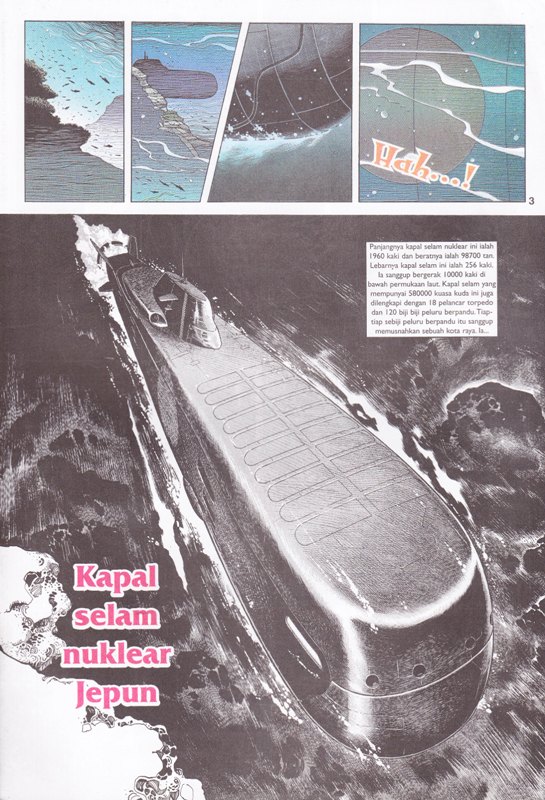 Hah...!
3
Panjangnya kapal selam nuklear ini ialah
1960 kaki dan beratnya ialah 98700 tan.
Lebarnya kapal selam ini ialah 256 kaki.
Ia sanggup bergerak 10000 kaki di
bawah permukaan laut. Kapal selam yang
mempunyai 580000 kuasa kuda ini juga
dilengkapi dengan 18 pelancar torpedo
dan 120 biji biji peluru berpandu. Tiap-
tiap sebiji peluru berpandu itu sanggup
memusnahkan sebuah kota raya. Ia...
Kapal
selam
nuklear
Jepun